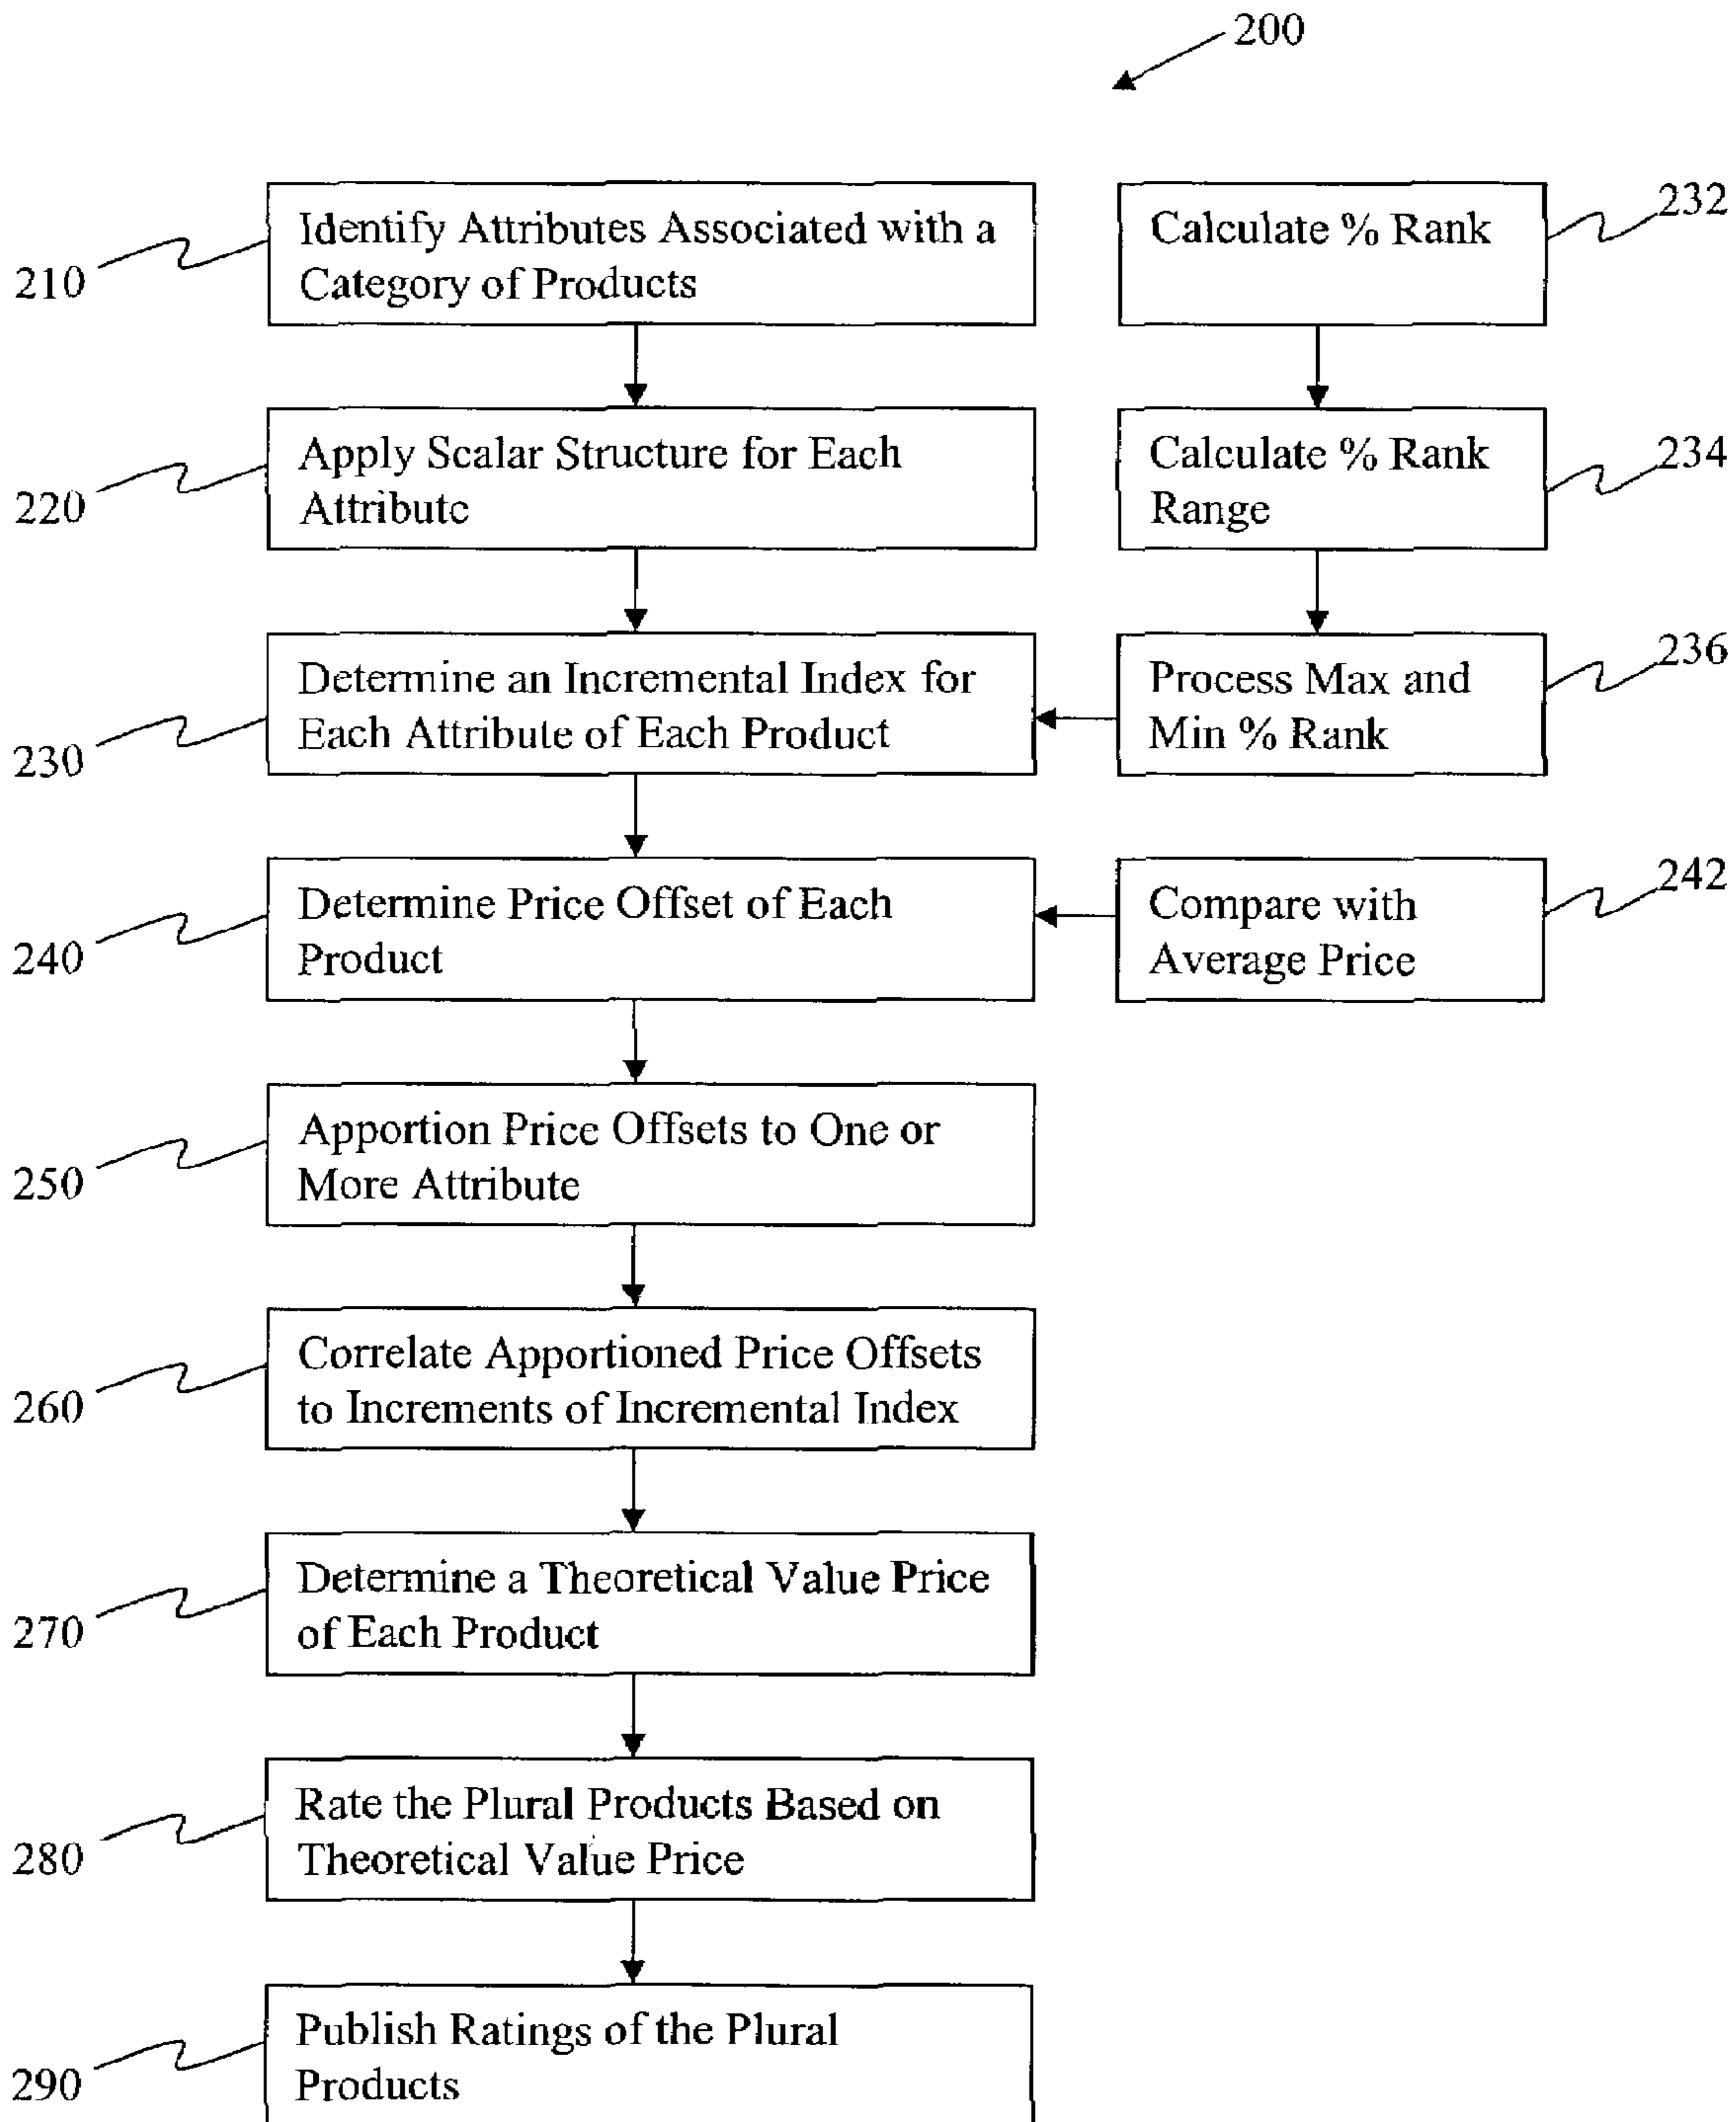 200
Identify Attributes Associated with a
Category of Products
210
Calculate % Rank
232
Apply Scalar Structure for Each
Attribute
220
Calculate % Rank
Range
234
Determine an Incremental Index for
Each Attribute of Each Product
230
Process Max and
Min % Rank
236
Determine Price Offset of Each
Product
240
Compare with
Average Price
242
Apportion Price Offsets to One or
More Attribute
250
Correlate Apportioned Price Offsets
to Increments of Incremental Index
260
Determine a Theoretical Value Price
of Each Product
270
Rate the Plural Products Based on
Theoretical Value Price
280
Publish Ratings of the Plural
Products
290